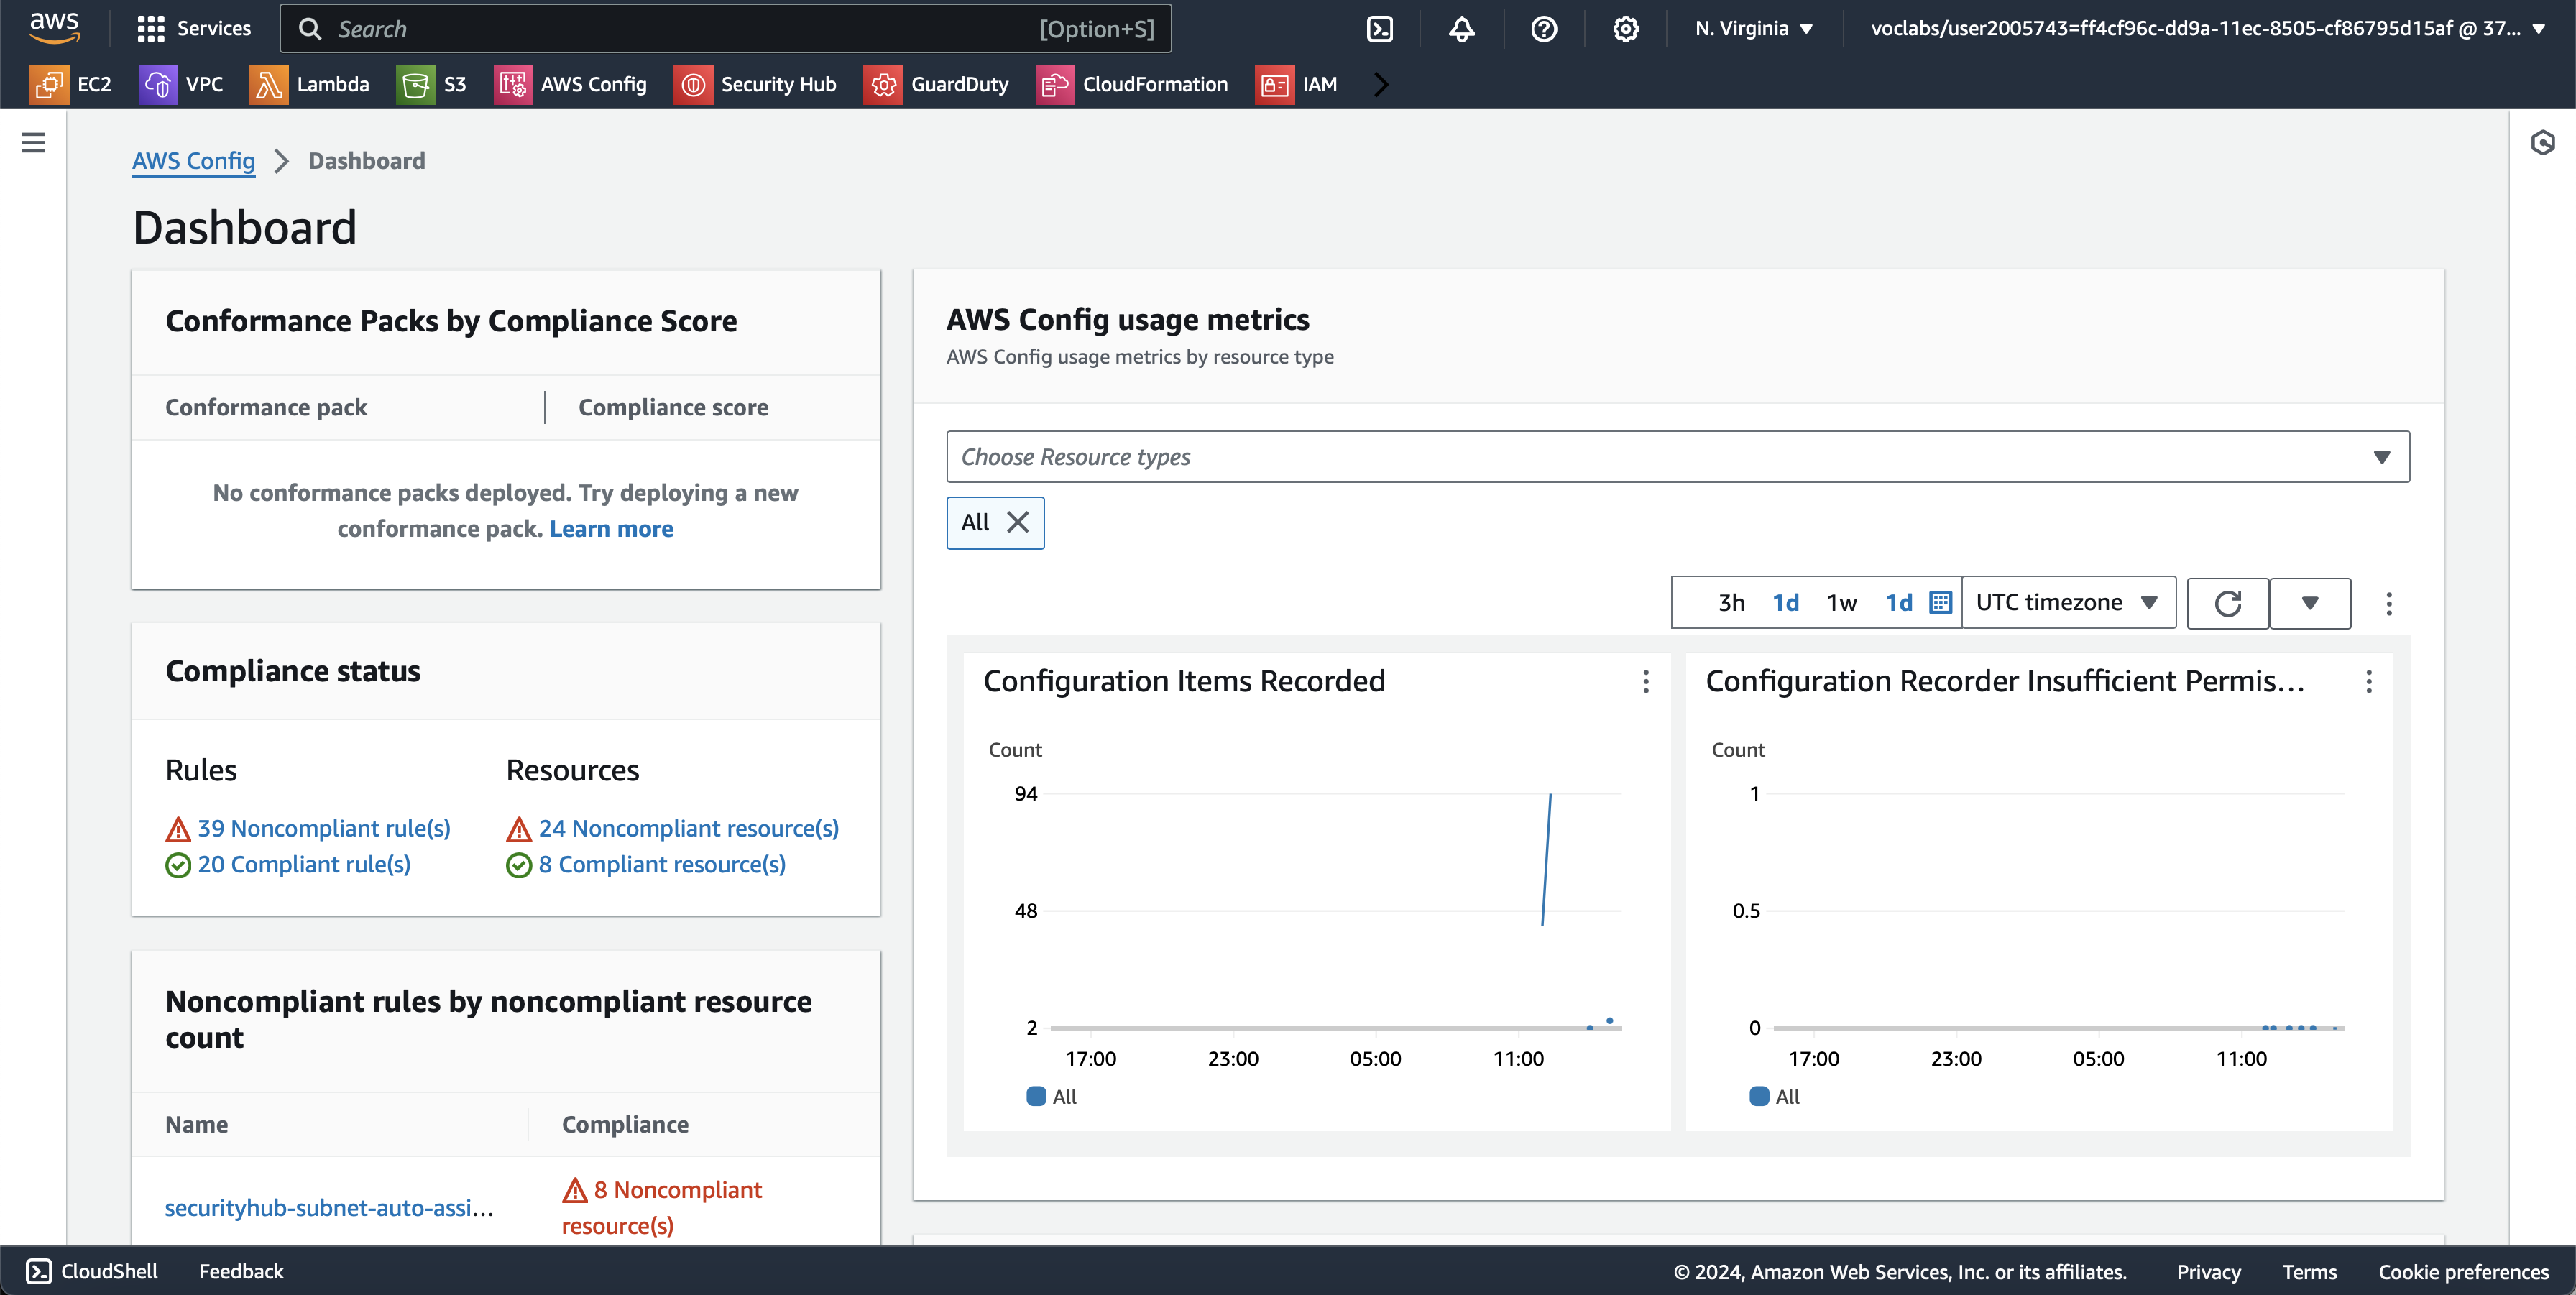 aws
Services
Search
[Option+S]
N. Virginia
voclabs/user2005743=ff4cf96c-dd9a-11ec-8505-cf86795d15af @ 37...
EC2
VPC
Lambda
S3
AWS Config
Security Hub
GuardDuty
CloudFormation
IAM
AWS Config
Dashboard
Dashboard
Conformance Packs by Compliance Score
Conformance pack
Compliance score
No conformance packs deployed. Try deploying a new
conformance pack. Learn more
Compliance status
Rules
39 Noncompliant rule(s)
20 Compliant rule(s)
Resources
24 Noncompliant resource(s)
8 Compliant resource(s)
Noncompliant rules by noncompliant resource
count
Name
Compliance
securityhub-subnet-auto-assi...
8 Noncompliant
resource(s)
AWS Config usage metrics
AWS Config usage metrics by resource type
Choose Resource types
All
3h
1d
1w
1d
UTC timezone
Configuration Items Recorded
Count
94
48
2
17:00
23:00
05:00
11:00
All
Configuration Recorder Insufficient Permis...
Count
1
0.5
0
17:00
23:00
05:00
11:00
All
CloudShell
Feedback
© 2024, Amazon Web Services, Inc. or its affiliates.
Privacy
Terms
Cookie preferences